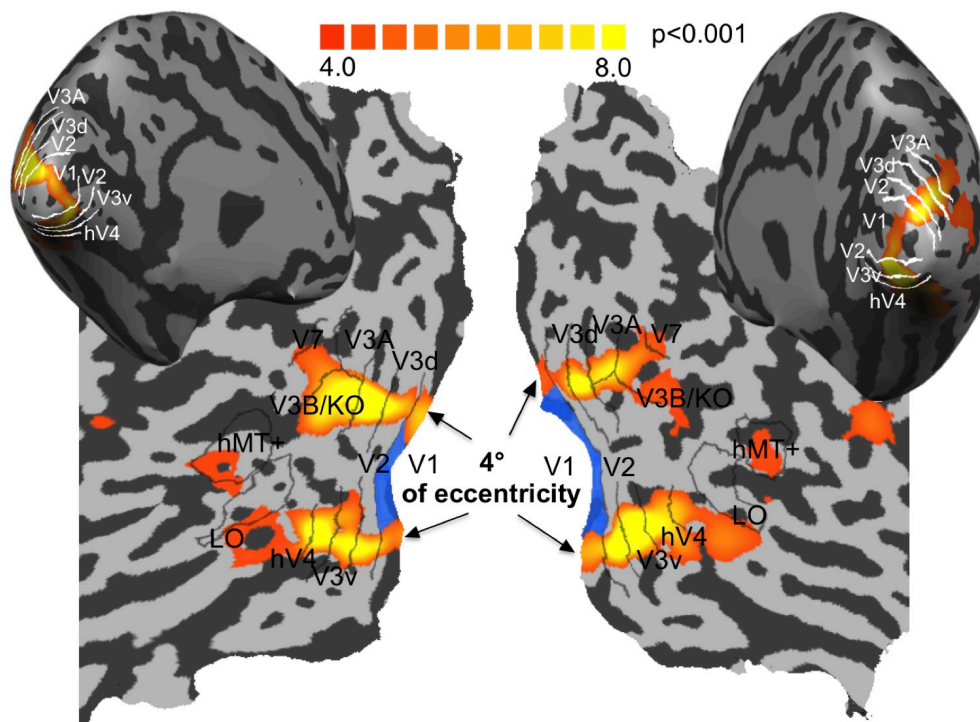 p<0.001
4.0 8.0
V3A
V3d
V2
V1 V2
V3v
hV4
V3A
V3d
V2
V1
V2
V3v
hV4
V7 V3A V3d
V3B/KO
hMT+
V2 V1
LO
hV4
V3v
V3d V3A V7
V3B/KO
hMT+
V1 V2
LO
hV4
V3v
4°
of eccentricity